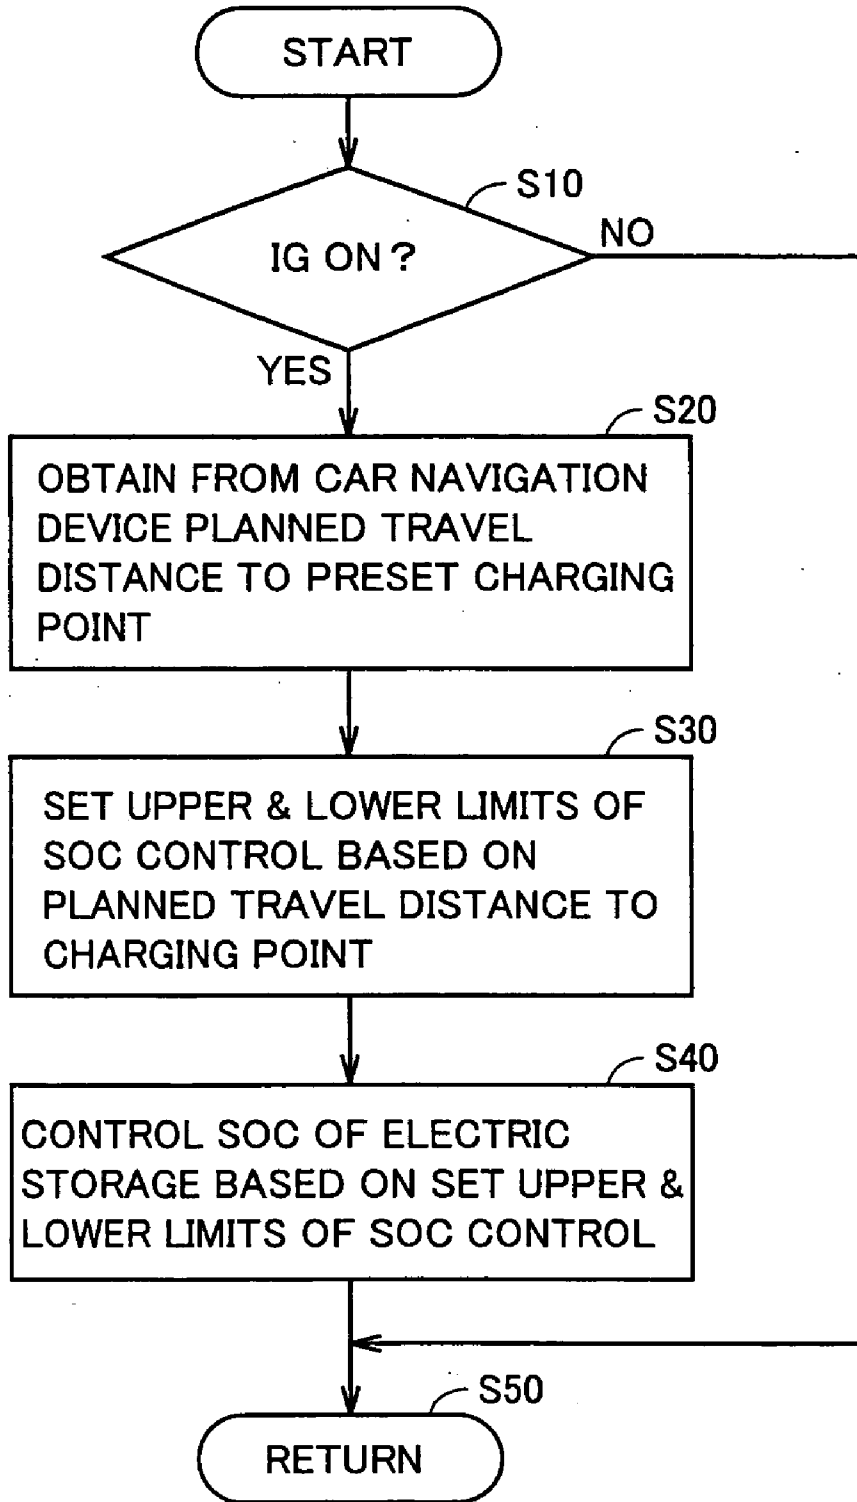 START
S10
IG ON?
NO
YES
S20
OBTAIN FROM CAR NAVIGATION
DEVICE PLANNED TRAVEL
DISTANCE TO PRESET CHARGING
POINT
S30
SET UPPER & LOWER LIMITS OF
SOC CONTROL BASED ON
PLANNED TRAVEL DISTANCE TO
CHARGING POINT
S40
CONTROL SOC OF ELECTRIC
STORAGE BASED ON SET UPPER &
LOWER LIMITS OF SOC CONTROL
S50
RETURN